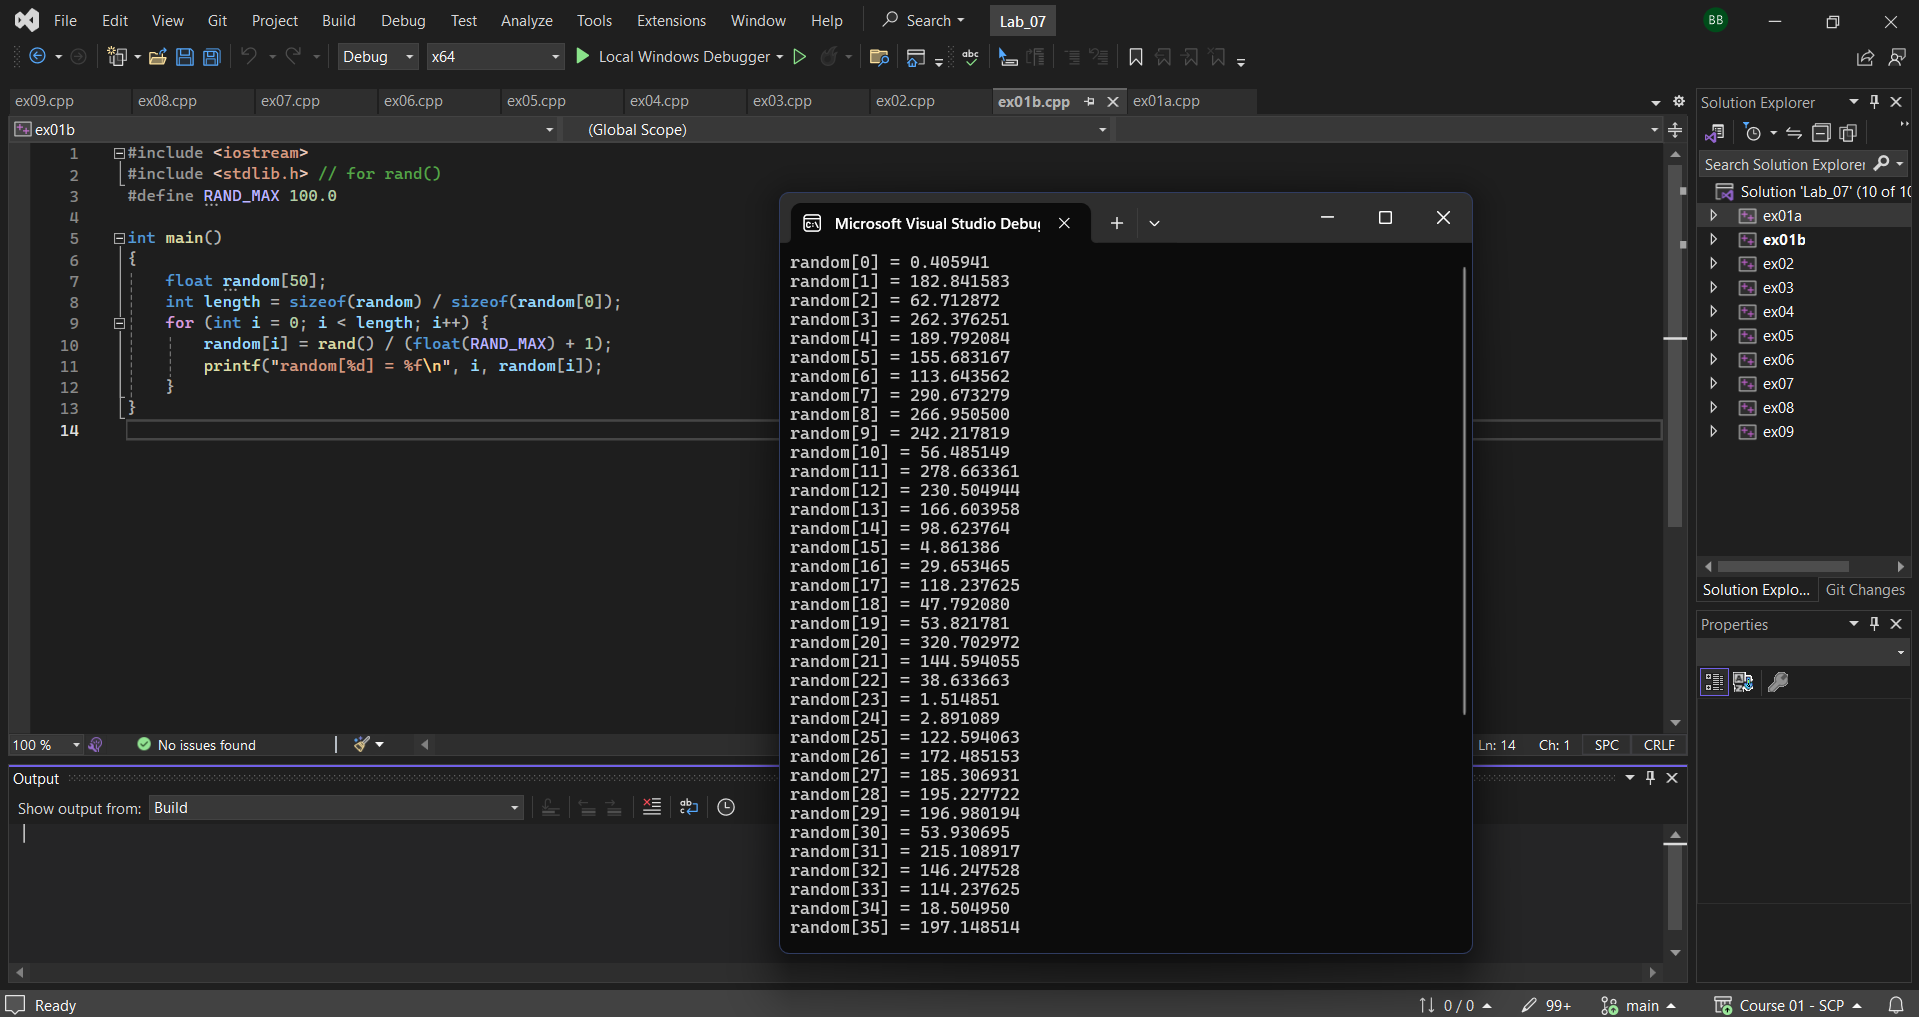 File Edit View Git Project Build Debug Test Analyze Tools Extensions Window Help Search Lab_07 BB
Debug x64 Local Windows Debugger
ex09.cpp ex08.cpp ex07.cpp ex06.cpp ex05.cpp ex04.cpp ex03.cpp ex02.cpp ex01b.cpp ex01a.cpp
ex01b (Global Scope)
1 #include <iostream>
2 #include <stdlib.h> // for rand()
3 #define RAND_MAX 100.0
4
5 int main()
6 {
7 float random[50];
8 int length = sizeof(random) / sizeof(random[0]);
9 for (int i = 0; i < length; i++) {
10 random[i] = rand() / (float(RAND_MAX) + 1);
11 printf("random[%d] = %f\n", i, random[i]);
12 }
13 }
14
100 % No issues found
Ln: 14 Ch: 1 SPC CRLF
Output
Show output from: Build
Microsoft Visual Studio Debug
random[0] = 0.405941
random[1] = 182.841583
random[2] = 62.712872
random[3] = 262.376251
random[4] = 189.792084
random[5] = 155.683167
random[6] = 113.643562
random[7] = 290.673279
random[8] = 266.950500
random[9] = 242.217819
random[10] = 56.485149
random[11] = 278.663361
random[12] = 230.504944
random[13] = 166.603958
random[14] = 98.623764
random[15] = 4.861386
random[16] = 29.653465
random[17] = 118.237625
random[18] = 47.792080
random[19] = 53.821781
random[20] = 320.702972
random[21] = 144.594055
random[22] = 38.633663
random[23] = 1.514851
random[24] = 2.891089
random[25] = 122.594063
random[26] = 172.485153
random[27] = 185.306931
random[28] = 195.227722
random[29] = 196.980194
random[30] = 53.930695
random[31] = 215.108917
random[32] = 146.247528
random[33] = 114.237625
random[34] = 18.504950
random[35] = 197.148514
Solution Explorer
Search Solution Explorer
Solution 'Lab_07' (10 of 10
ex01a
ex01b
ex02
ex03
ex04
ex05
ex06
ex07
ex08
ex09
Solution Explo... Git Changes
Properties
Ready 0 / 0 99+ main Course 01 - SCP